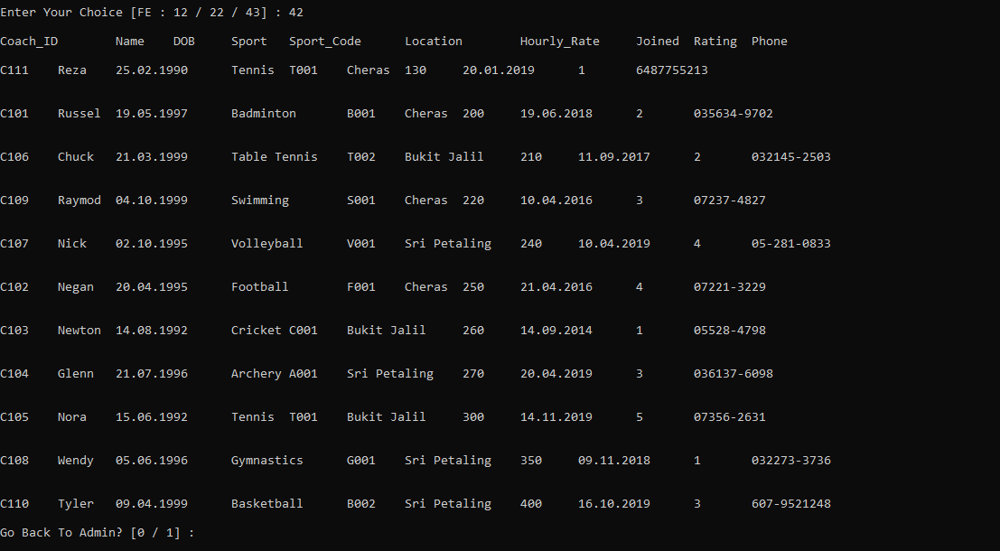 Enter Your Choice [FE : 12 / 22 / 43] : 42
Coach_ID Name DOB Sport Sport_Code Location Hourly_Rate Joined Rating Phone
C111 Reza 25.02.1990 Tennis T001 Cheras 130 20.01.2019 1 6487755213
C101 Russel 19.05.1997 Badminton B001 Cheras 200 19.06.2018 2 035634-9702
C106 Chuck 21.03.1999 Table Tennis T002 Bukit Jalil 210 11.09.2017 2 032145-2503
C109 Raymod 04.10.1999 Swimming S001 Cheras 220 10.04.2016 3 07237-4827
C107 Nick 02.10.1995 Volleyball V001 Sri Petaling 240 10.04.2019 4 05-281-0833
C102 Negan 20.04.1995 Football F001 Cheras 250 21.04.2016 4 07221-3229
C103 Newton 14.08.1992 Cricket C001 Bukit Jalil 260 14.09.2014 1 05528-4798
C104 Glenn 21.07.1996 Archery A001 Sri Petaling 270 20.04.2019 3 036137-6098
C105 Nora 15.06.1992 Tennis T001 Bukit Jalil 300 14.11.2019 5 07356-2631
C108 Wendy 05.06.1996 Gymnastics G001 Sri Petaling 350 09.11.2018 1 032273-3736
C110 Tyler 09.04.1999 Basketball B002 Sri Petaling 400 16.10.2019 3 607-9521248
Go Back To Admin? [0 / 1] :